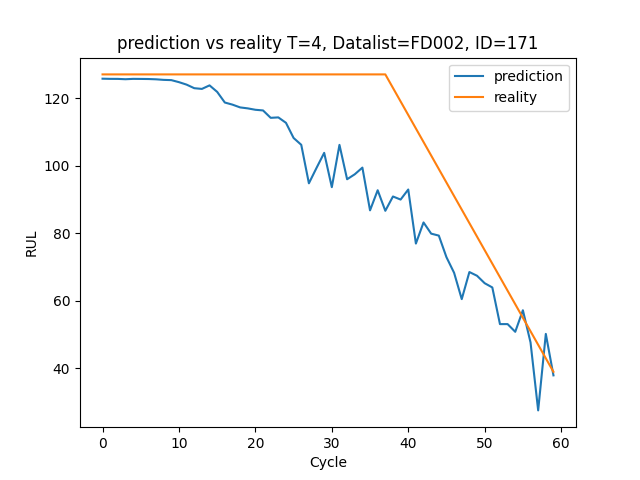 prediction vs reality T=4, Datalist=FD002, ID=171
prediction
reality
RUL
120
100
80
60
40
0 10 20 30 40 50 60
Cycle